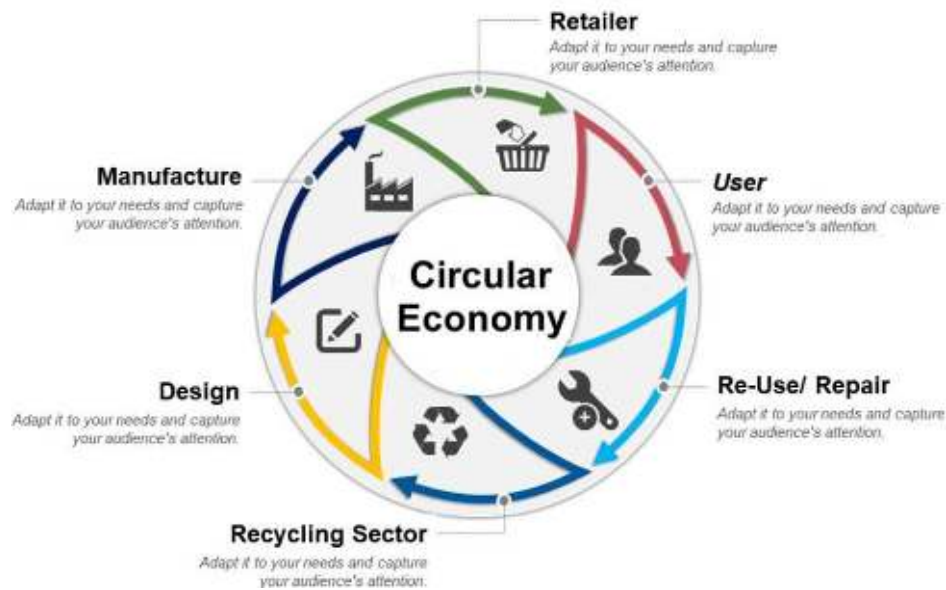 Retailer
Adapt it to your needs and capture
your audience's attention.
Manufacture
Adapt it to your needs and capture
your audience's attention.
User
Adapt it to your needs and capture
your audience's attention.
Circular
Economy
Design
Adapt it to your needs and capture
your audience's attention.
Re-Use/ Repair
Adapt it to your needs and capture
your audience's attention.
Recycling Sector
Adapt it to your needs and capture
your audience's attention.